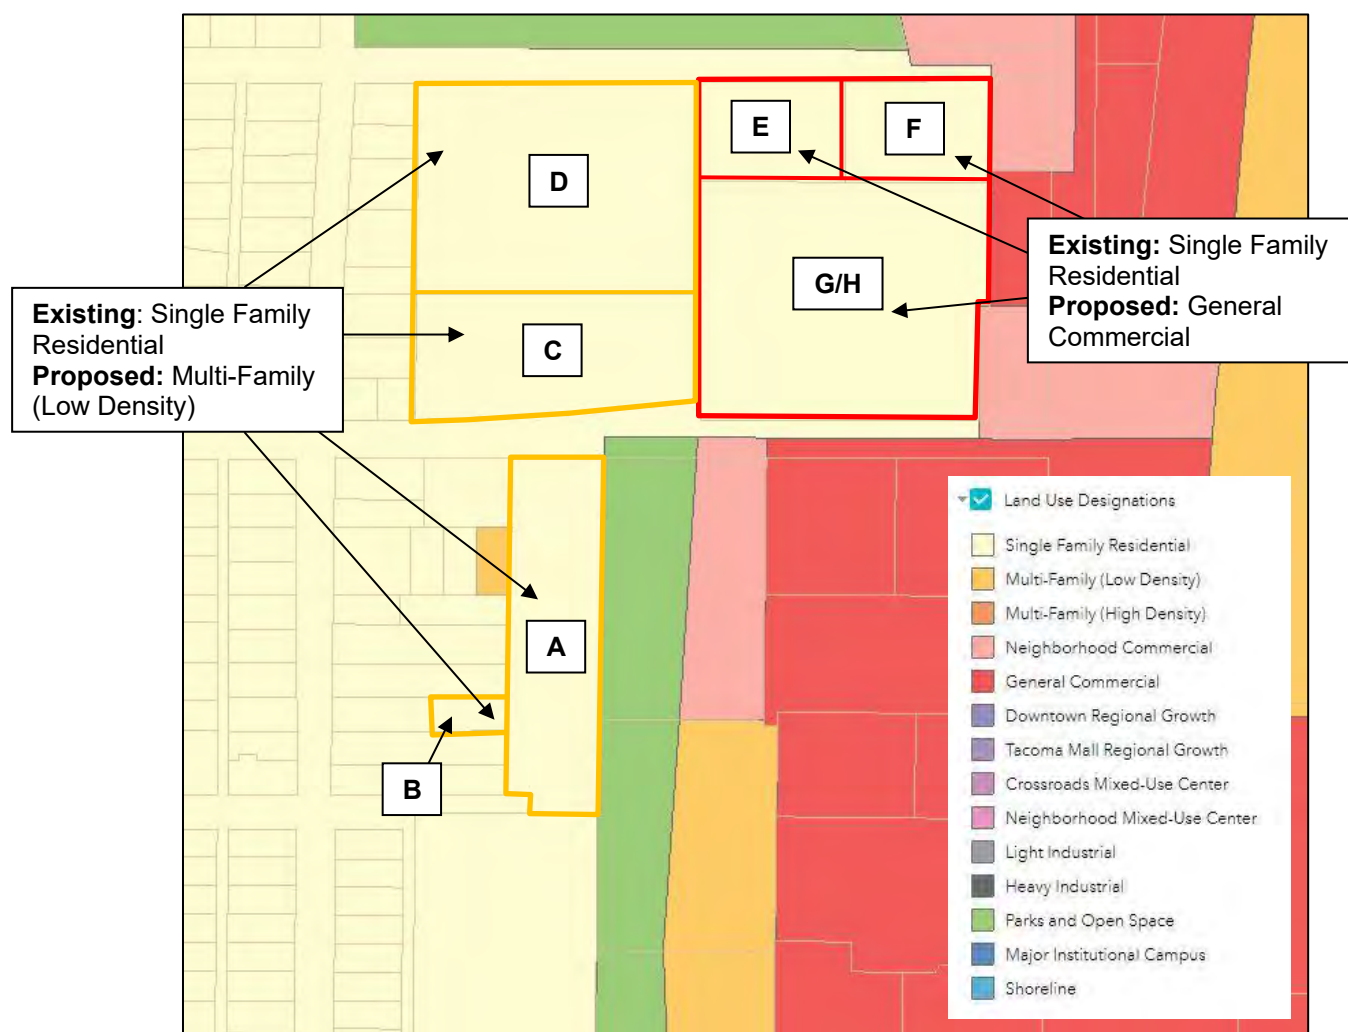 E
F
D
Existing: Single Family
Residential
Proposed: General
Commercial
G/H
Existing: Single Family
Residential
Proposed: Multi-Family
(Low Density)
C
A
B
Land Use Designations
Single Family Residential
Multi-Family (Low Density)
Multi-Family (High Density)
Neighborhood Commercial
General Commercial
Downtown Regional Growth
Tacoma Mall Regional Growth
Crossroads Mixed-Use Center
Neighborhood Mixed-Use Center
Light Industrial
Heavy Industrial
Parks and Open Space
Major Institutional Campus
Shoreline